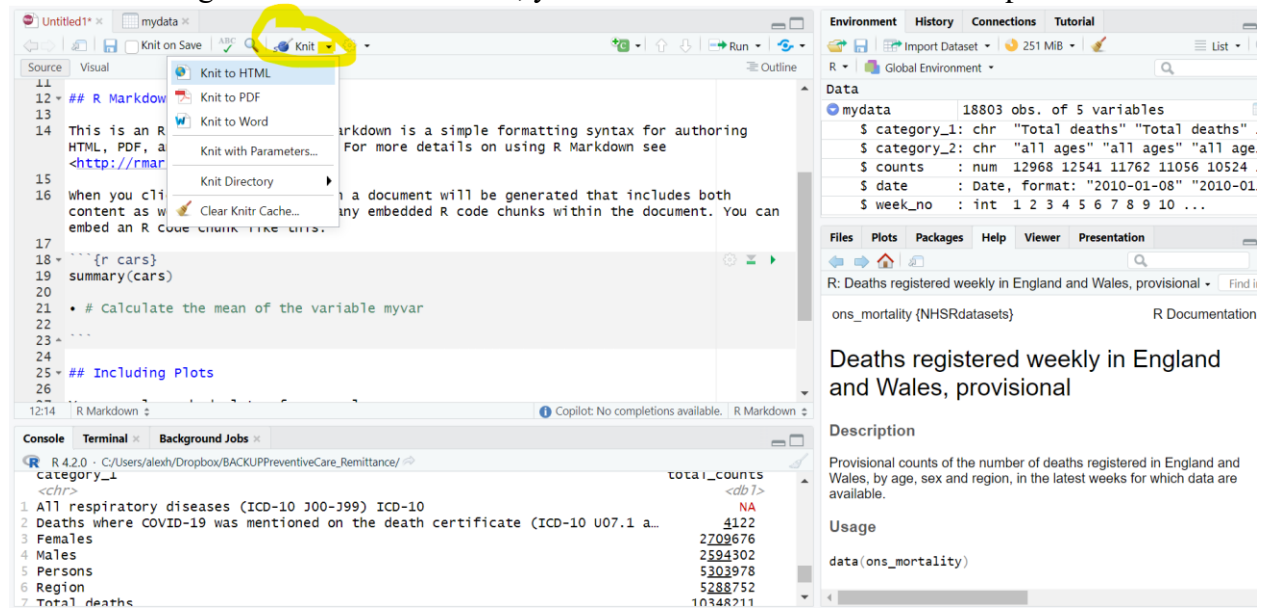 Untitled1* mydata
Knit on Save ABC Knit Run
Source Visual Outline
Knit to HTML
Knit to PDF
Knit to Word
Knit with Parameters...
Knit Directory
Clear Knitr Cache...
11
12 ## R Markdow
13
14 This is an R arkdown is a simple formatting syntax for authoring
HTML, PDF, a For more details on using R Markdown see
<http://rmar
15
16 When you cli a document will be generated that includes both
content as w any embedded R code chunks within the document. You can
embed an R code chunk like this:
17
18 ```{r cars}
19 summary(cars)
20
21 • # Calculate the mean of the variable myvar
22
23 ```
24
25 ## Including Plots
26
12:14 R Markdown Copilot: No completions available. R Markdown
Console Terminal Background Jobs
R 4.2.0 · C:/Users/alexh/Dropbox/BACKUPPreventiveCare_Remittance/
category_1 total_counts
<chr> <dbl>
1 All respiratory diseases (ICD-10 J00-J99) ICD-10 NA
2 Deaths where COVID-19 was mentioned on the death certificate (ICD-10 U07.1 a… 4122
3 Females 2709676
4 Males 2594302
5 Persons 5303978
6 Region 5288752
7 Total deaths 10348211
Environment History Connections Tutorial
Import Dataset 251 MiB List
R Global Environment
Data
mydata 18803 obs. of 5 variables
$ category_1: chr "Total deaths" "Total deaths"
$ category_2: chr "all ages" "all ages" "all age
$ counts : num 12968 12541 11762 11056 10524
$ date : Date, format: "2010-01-08" "2010-01
$ week_no : int 1 2 3 4 5 6 7 8 9 10 ...
Files Plots Packages Help Viewer Presentation
R: Deaths registered weekly in England and Wales, provisional Find i
ons_mortality {NHSRdatasets} R Documentation
Deaths registered weekly in England
and Wales, provisional
Description
Provisional counts of the number of deaths registered in England and
Wales, by age, sex and region, in the latest weeks for which data are
available.
Usage
data(ons_mortality)